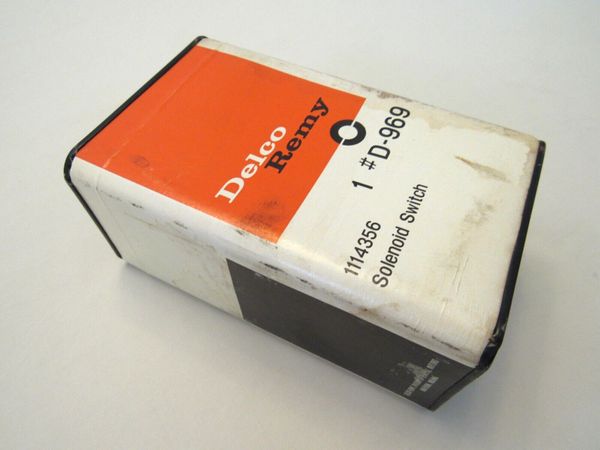 Delco
Remy
1 # D-969
1114356
Solenoid Switch